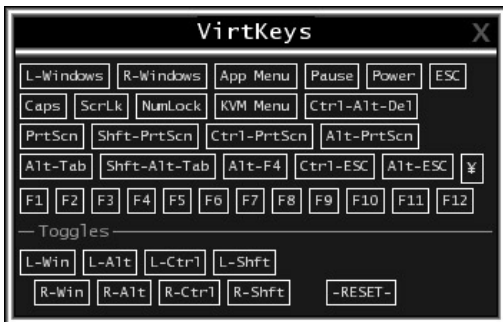 VirtKeys X
L-Windows R-Windows App Menu Pause Power ESC
Caps ScrLk NumLock KVM Menu Ctrl-Alt-Del
PrtScn Shft-PrtScn Ctrl-PrtScn Alt-PrtScn
Alt-Tab Shft-Alt-Tab Alt-F4 Ctrl-ESC Alt-ESC ¥
F1 F2 F3 F4 F5 F6 F7 F8 F9 F10 F11 F12
Toggles
L-Win L-Alt L-Ctrl L-Shft
R-Win R-Alt R-Ctrl R-Shft -RESET-